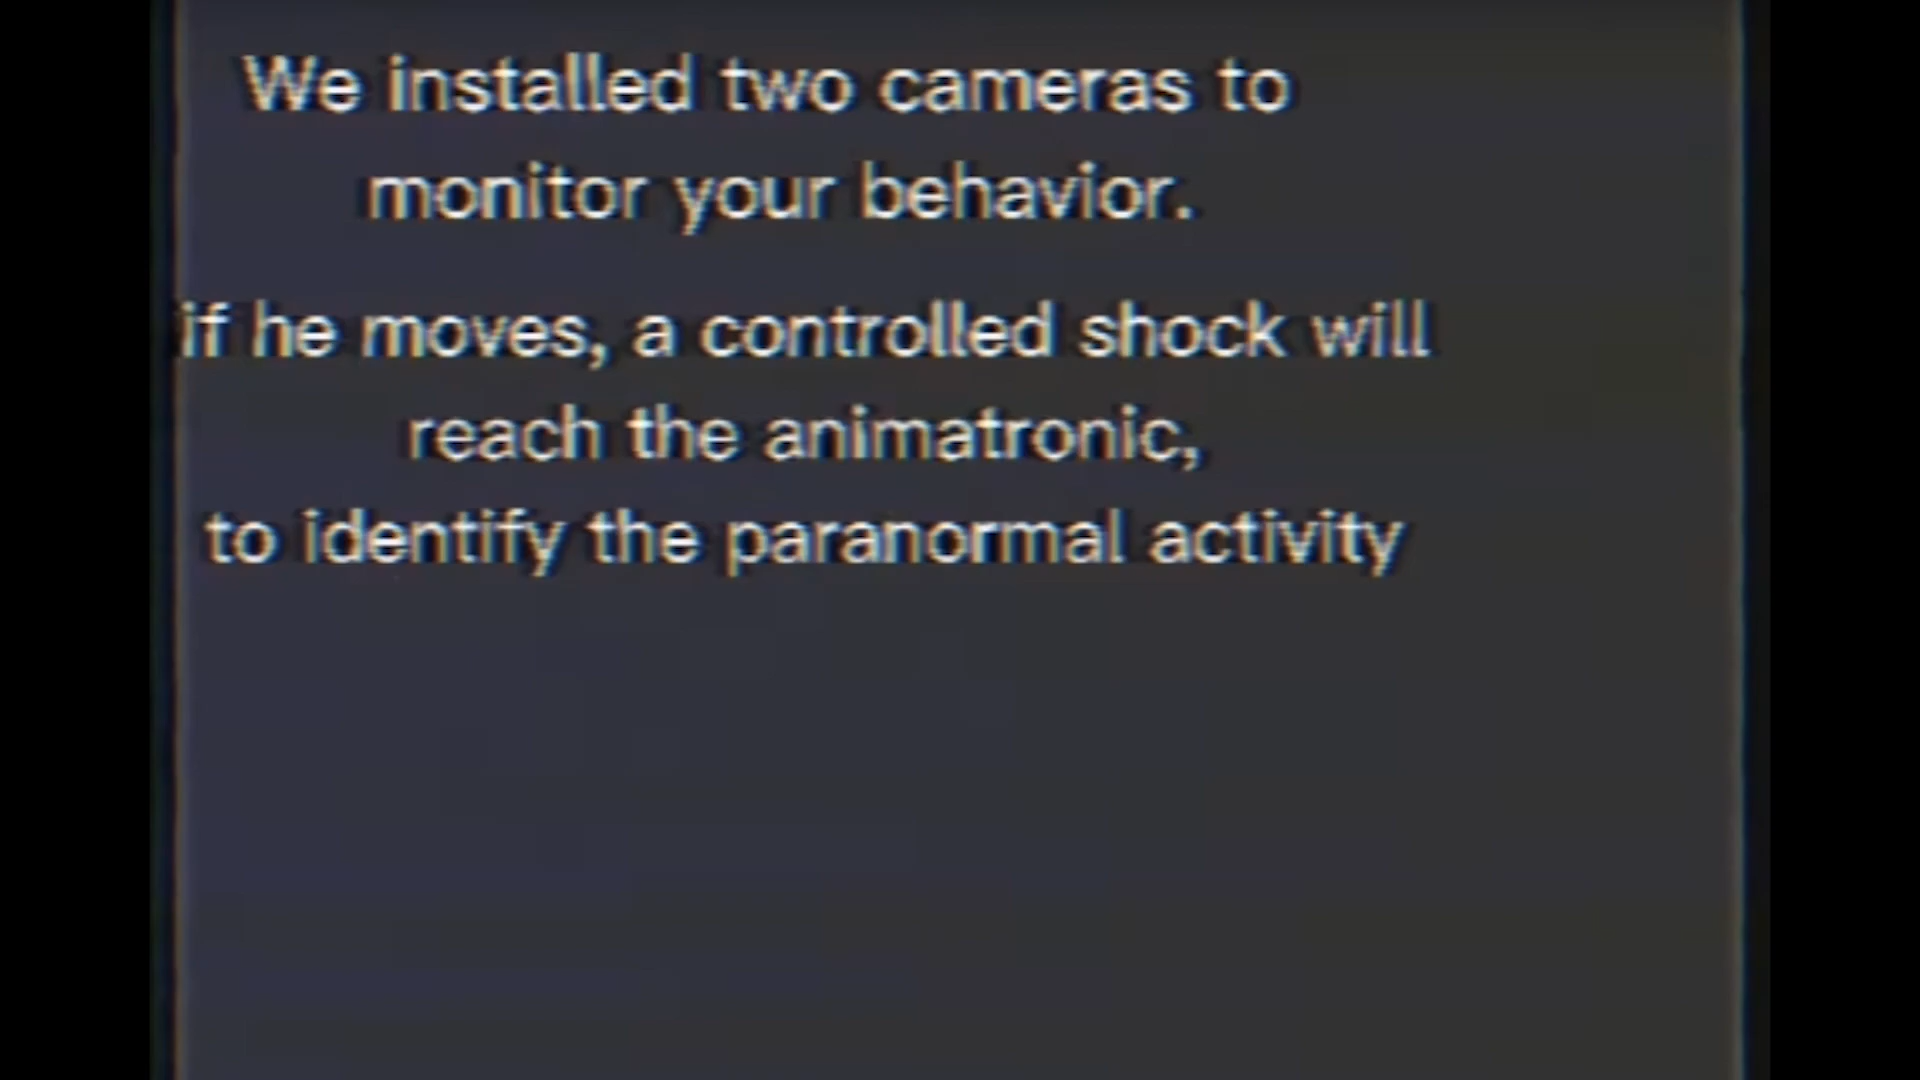 We installed two cameras to
monitor your behavior.
if he moves, a controlled shock will
reach the animatronic,
to identify the paranormal activity